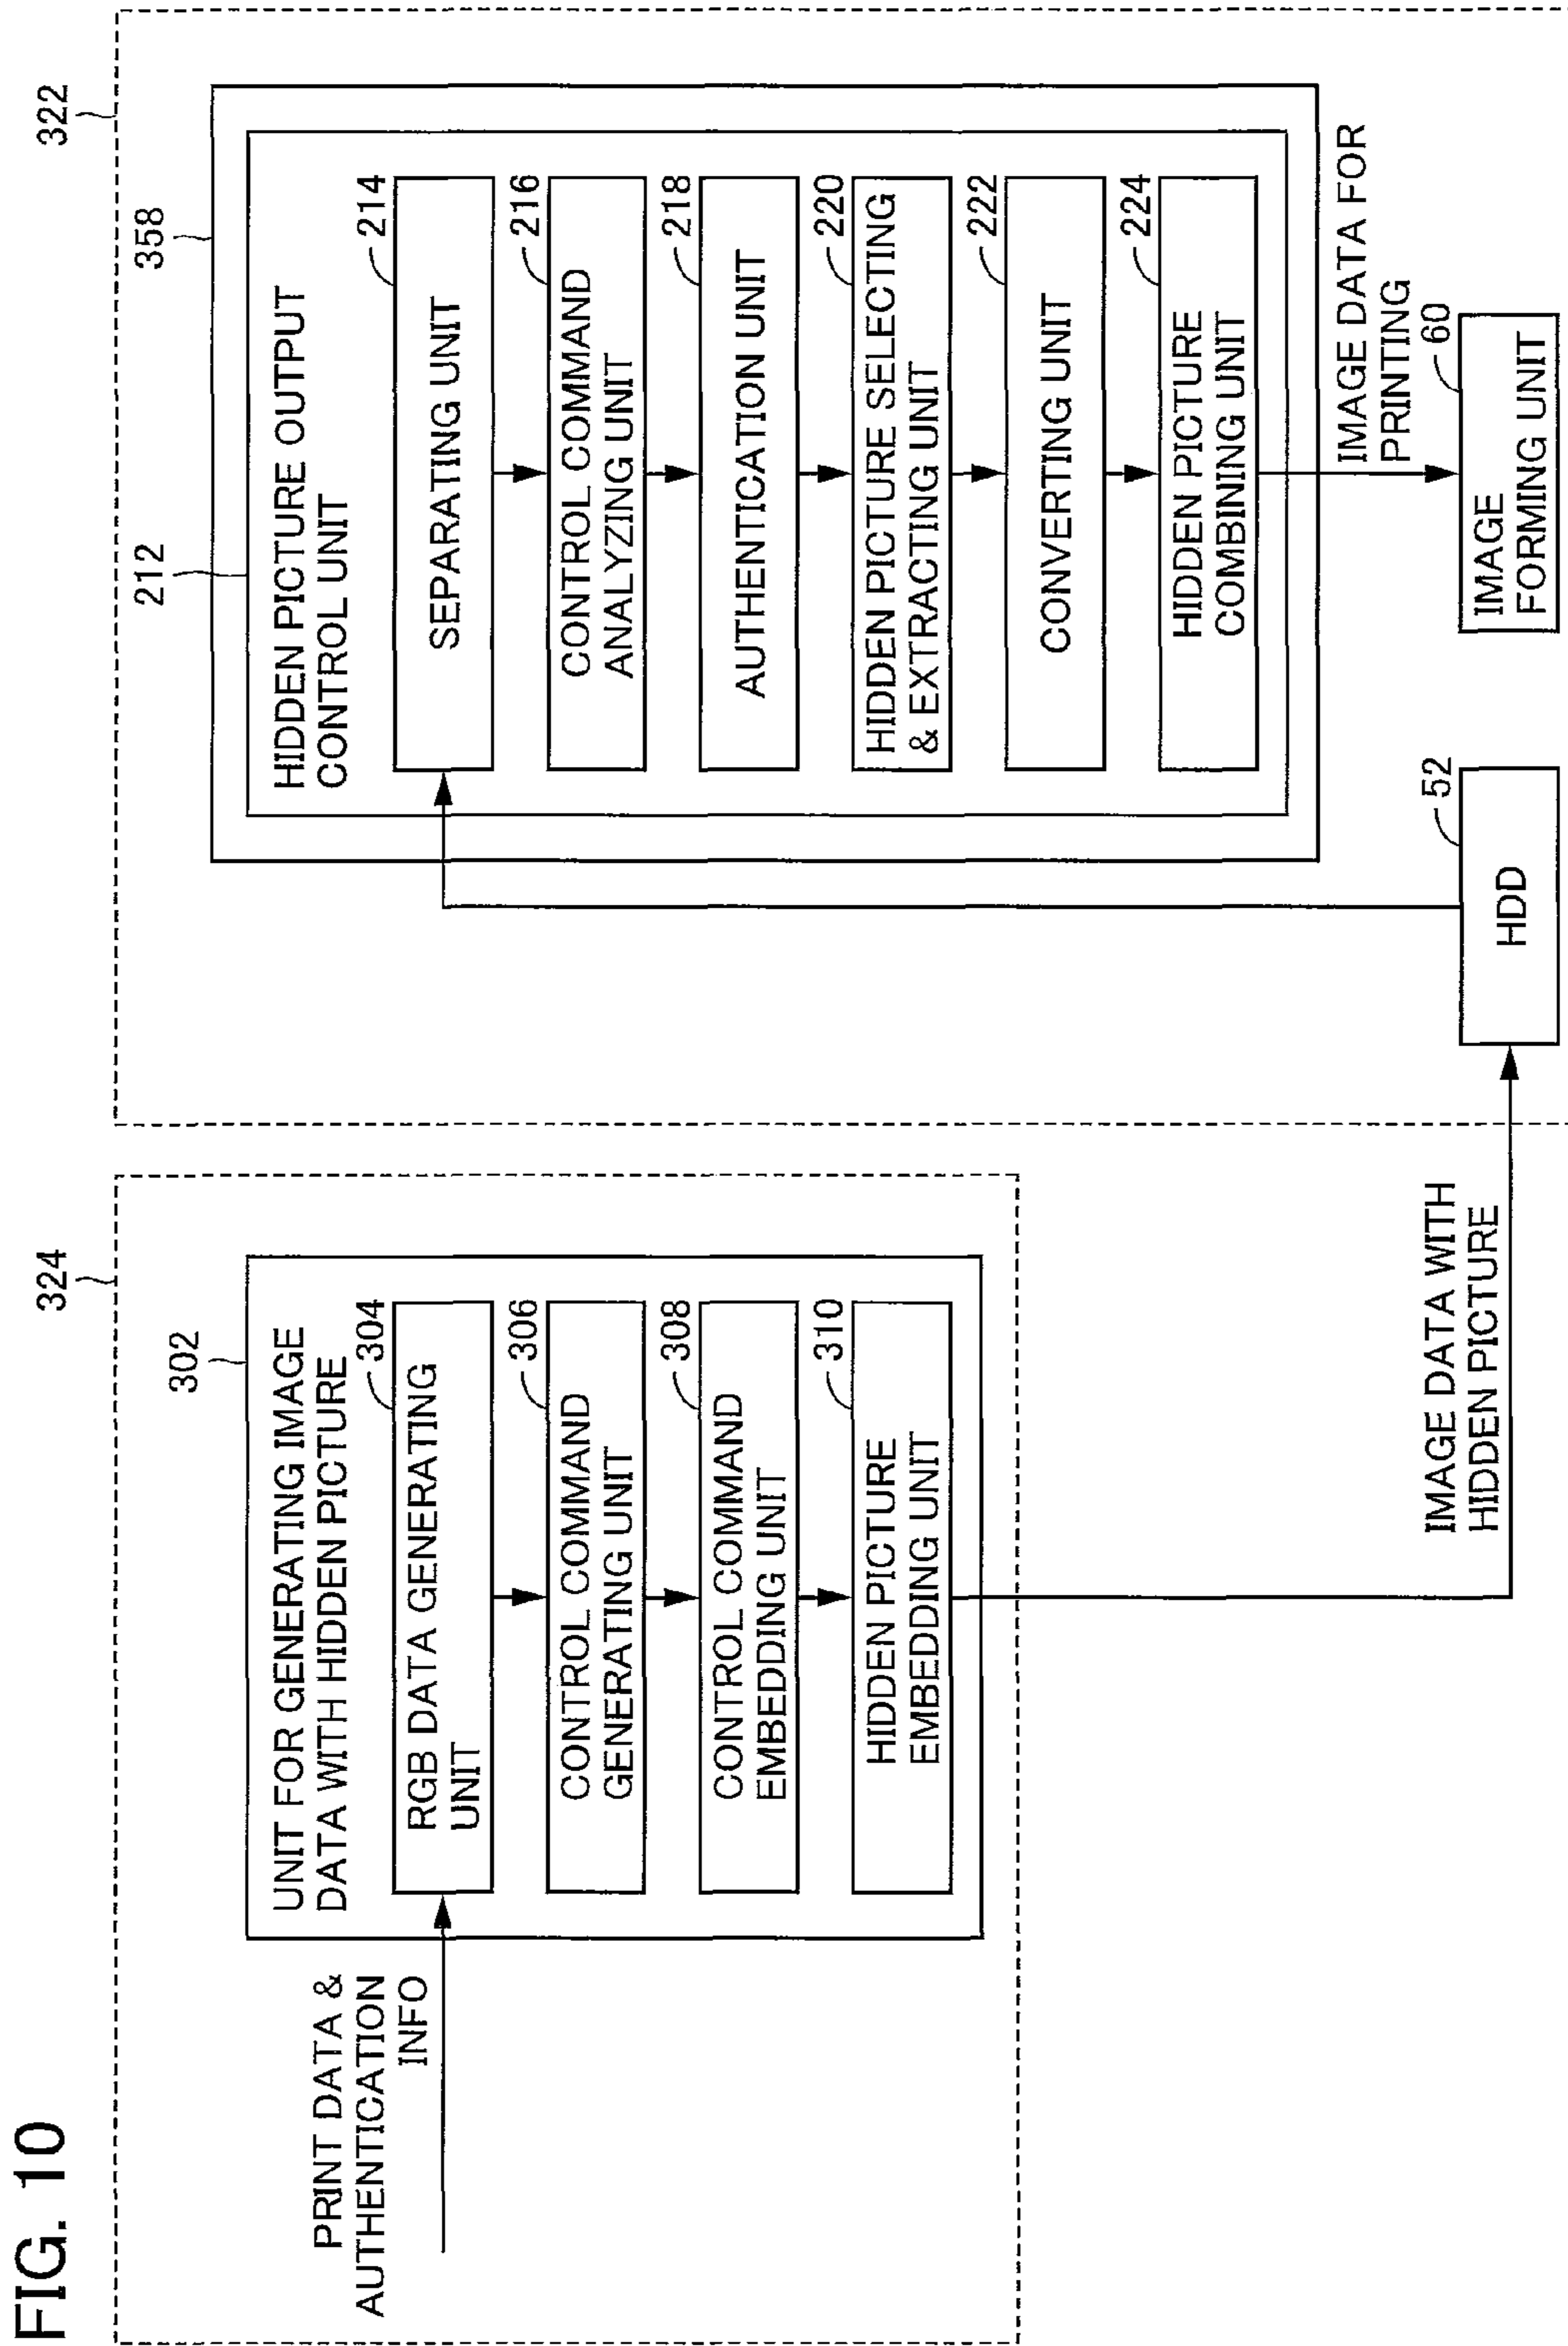 FIG. 10
324
302
UNIT FOR GENERATING IMAGE
DATA WITH HIDDEN PICTURE
PRINT DATA &
AUTHENTICATION
INFO
304
RGB DATA GENERATING
UNIT
306
CONTROL COMMAND
GENERATING UNIT
308
CONTROL COMMAND
EMBEDDING UNIT
310
HIDDEN PICTURE
EMBEDDING UNIT
IMAGE DATA WITH
HIDDEN PICTURE
322
358
212
HIDDEN PICTURE OUTPUT
CONTROL UNIT
214
SEPARATING UNIT
216
CONTROL COMMAND
ANALYZING UNIT
218
AUTHENTICATION UNIT
220
HIDDEN PICTURE SELECTING
& EXTRACTING UNIT
222
CONVERTING UNIT
224
HIDDEN PICTURE
COMBINING UNIT
IMAGE DATA FOR
PRINTING
52
HDD
60
IMAGE
FORMING UNIT